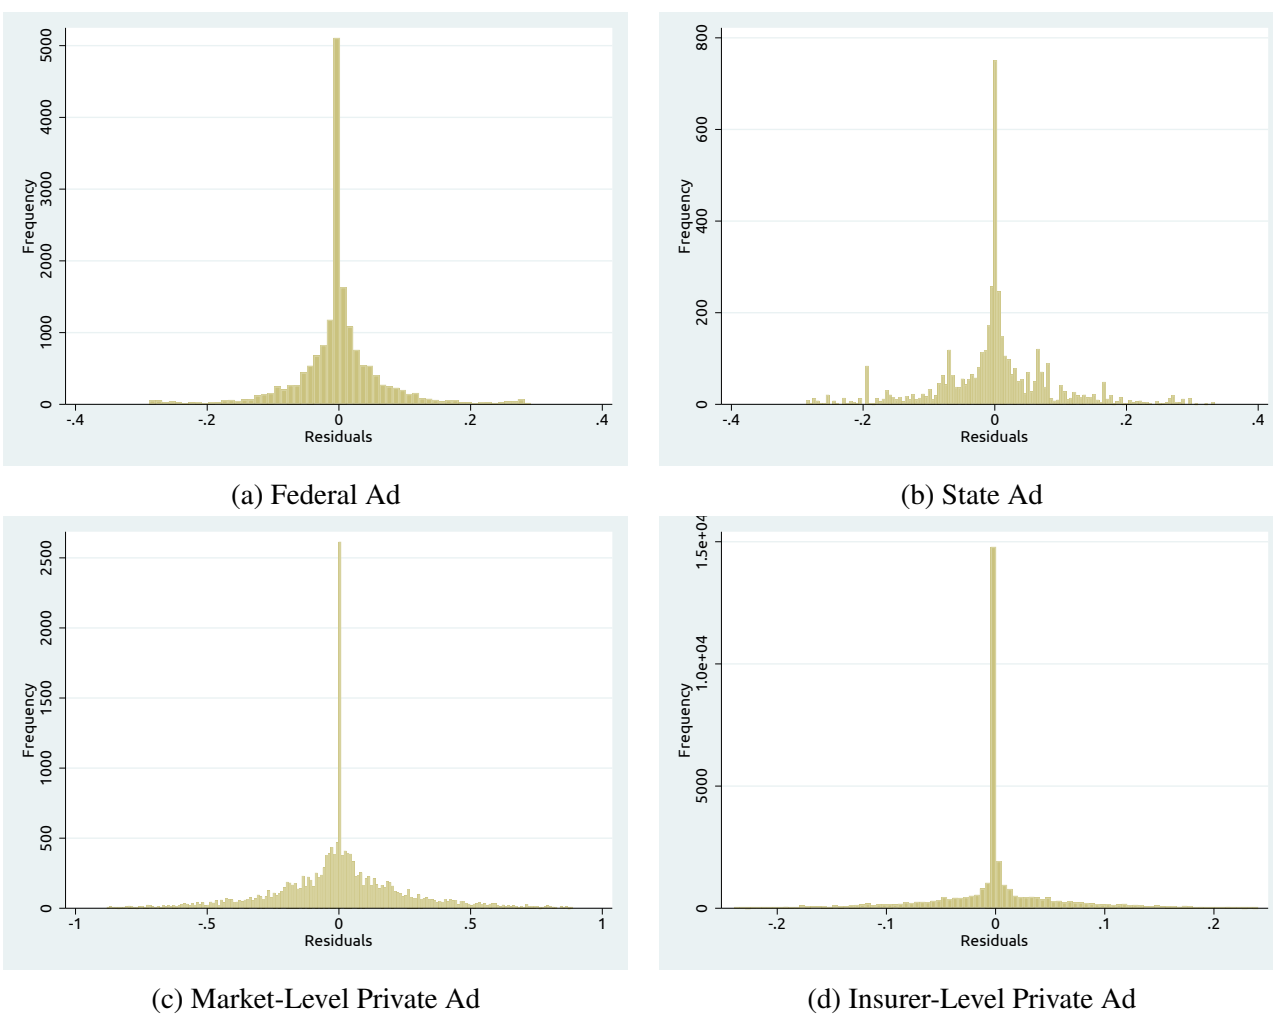 Frequency
0 1000 2000 3000 4000 5000
-.4 -.2 0 .2 .4
Residuals
(a) Federal Ad
Frequency
0 200 400 600 800
-.4 -.2 0 .2 .4
Residuals
(b) State Ad
Frequency
0 500 1000 1500 2000 2500
-1 -.5 0 .5 1
Residuals
(c) Market-Level Private Ad
Frequency
0 5000 1.0e+04 1.5e+04
-.2 -.1 0 .1 .2
Residuals
(d) Insurer-Level Private Ad